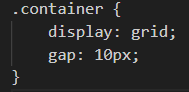 .container {
    display: grid;
    gap: 10px;
}